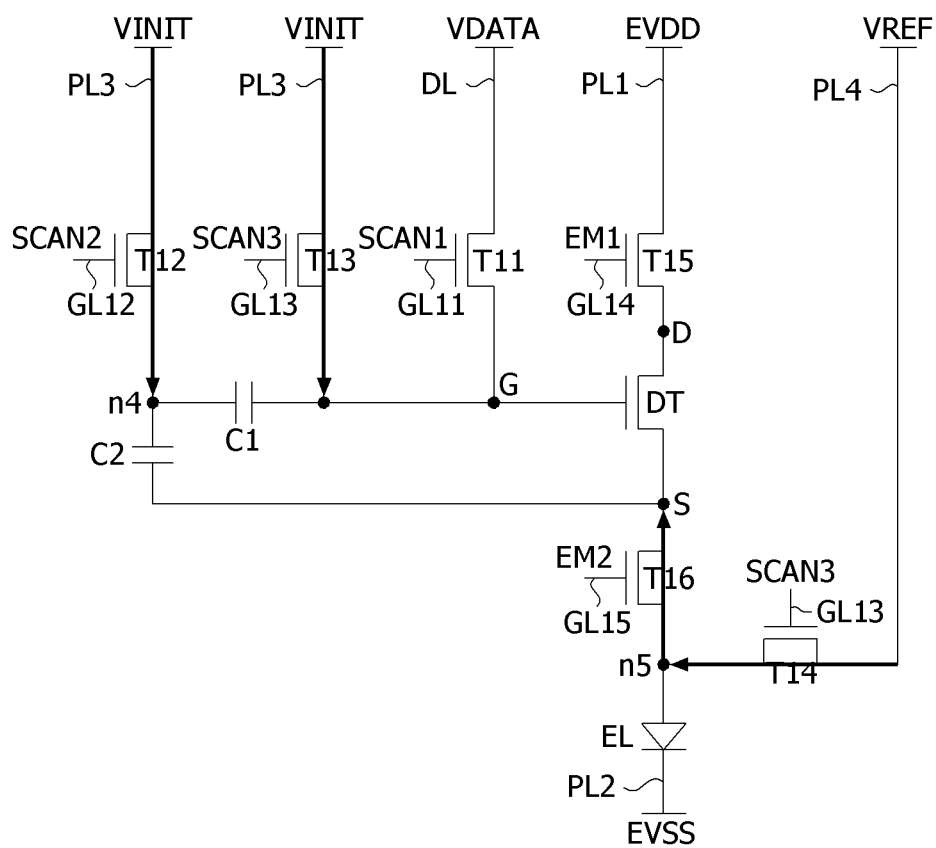 VINIT VINIT VDATA EVDD VREF
PL3 PL3 DL PL1 PL4
SCAN2 SCAN3 SCAN1 EM1
T12 T13 T11 T15
GL12 GL13 GL11 GL14
D
n4 G DT
C1
C2
S
EM2 T16 SCAN3
GL15 GL13
n5 T14
EL
PL2
EVSS